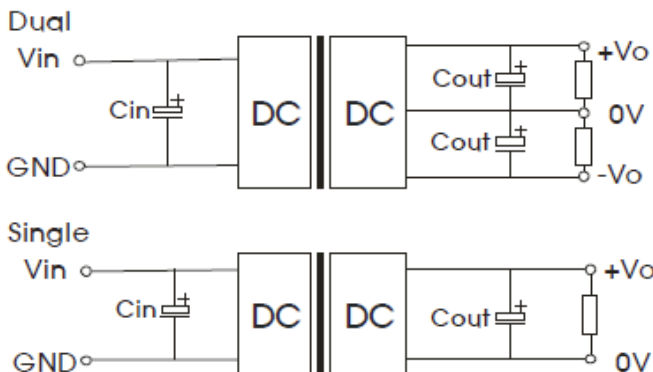 Dual
Vin
+Vo
Cout
Cin
DC
DC
0V
Cout
GND
-Vo
Single
Vin
+Vo
Cin
DC
DC
Cout
GND
0V